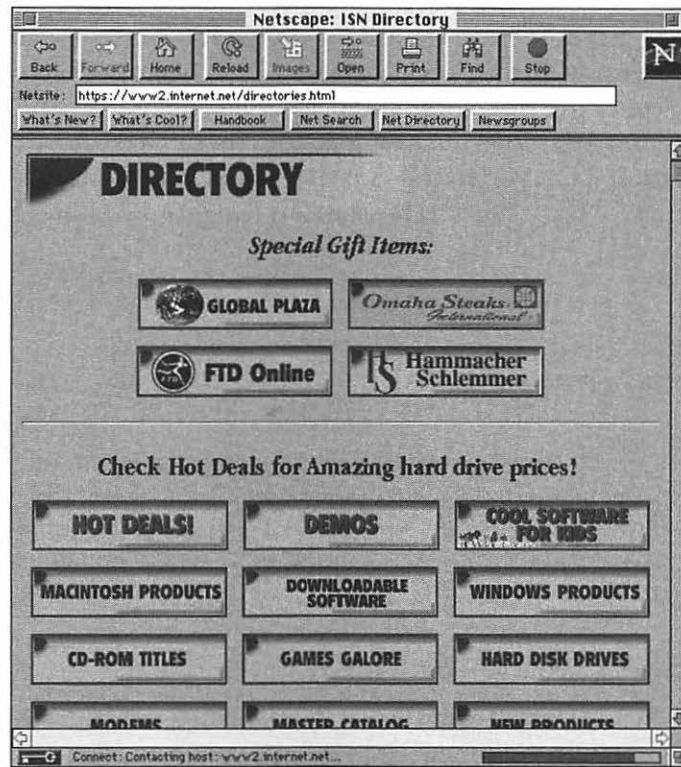 Netscape: ISN Directory
Back Forward Home Reload Images Open Print Find Stop
N
Netsite: https://www2.internet.net/directories.html
What's New? What's Cool? Handbook Net Search Net Directory Newsgroups
DIRECTORY
Special Gift Items:
GLOBAL PLAZA
Omaha Steaks
International
FTD
FTD Online
HS
Hammacher
Schlemmer
Check Hot Deals for Amazing hard drive prices!
HOT DEALS!
DEMOS
COOL SOFTWARE
FOR KIDS
MACINTOSH PRODUCTS
DOWNLOADABLE
SOFTWARE
WINDOWS PRODUCTS
CD-ROM TITLES
GAMES GALORE
HARD DISK DRIVES
MODEMS
MASTER CATALOG
NEW PRODUCTS
Connect: Contacting host: www2.internet.net...